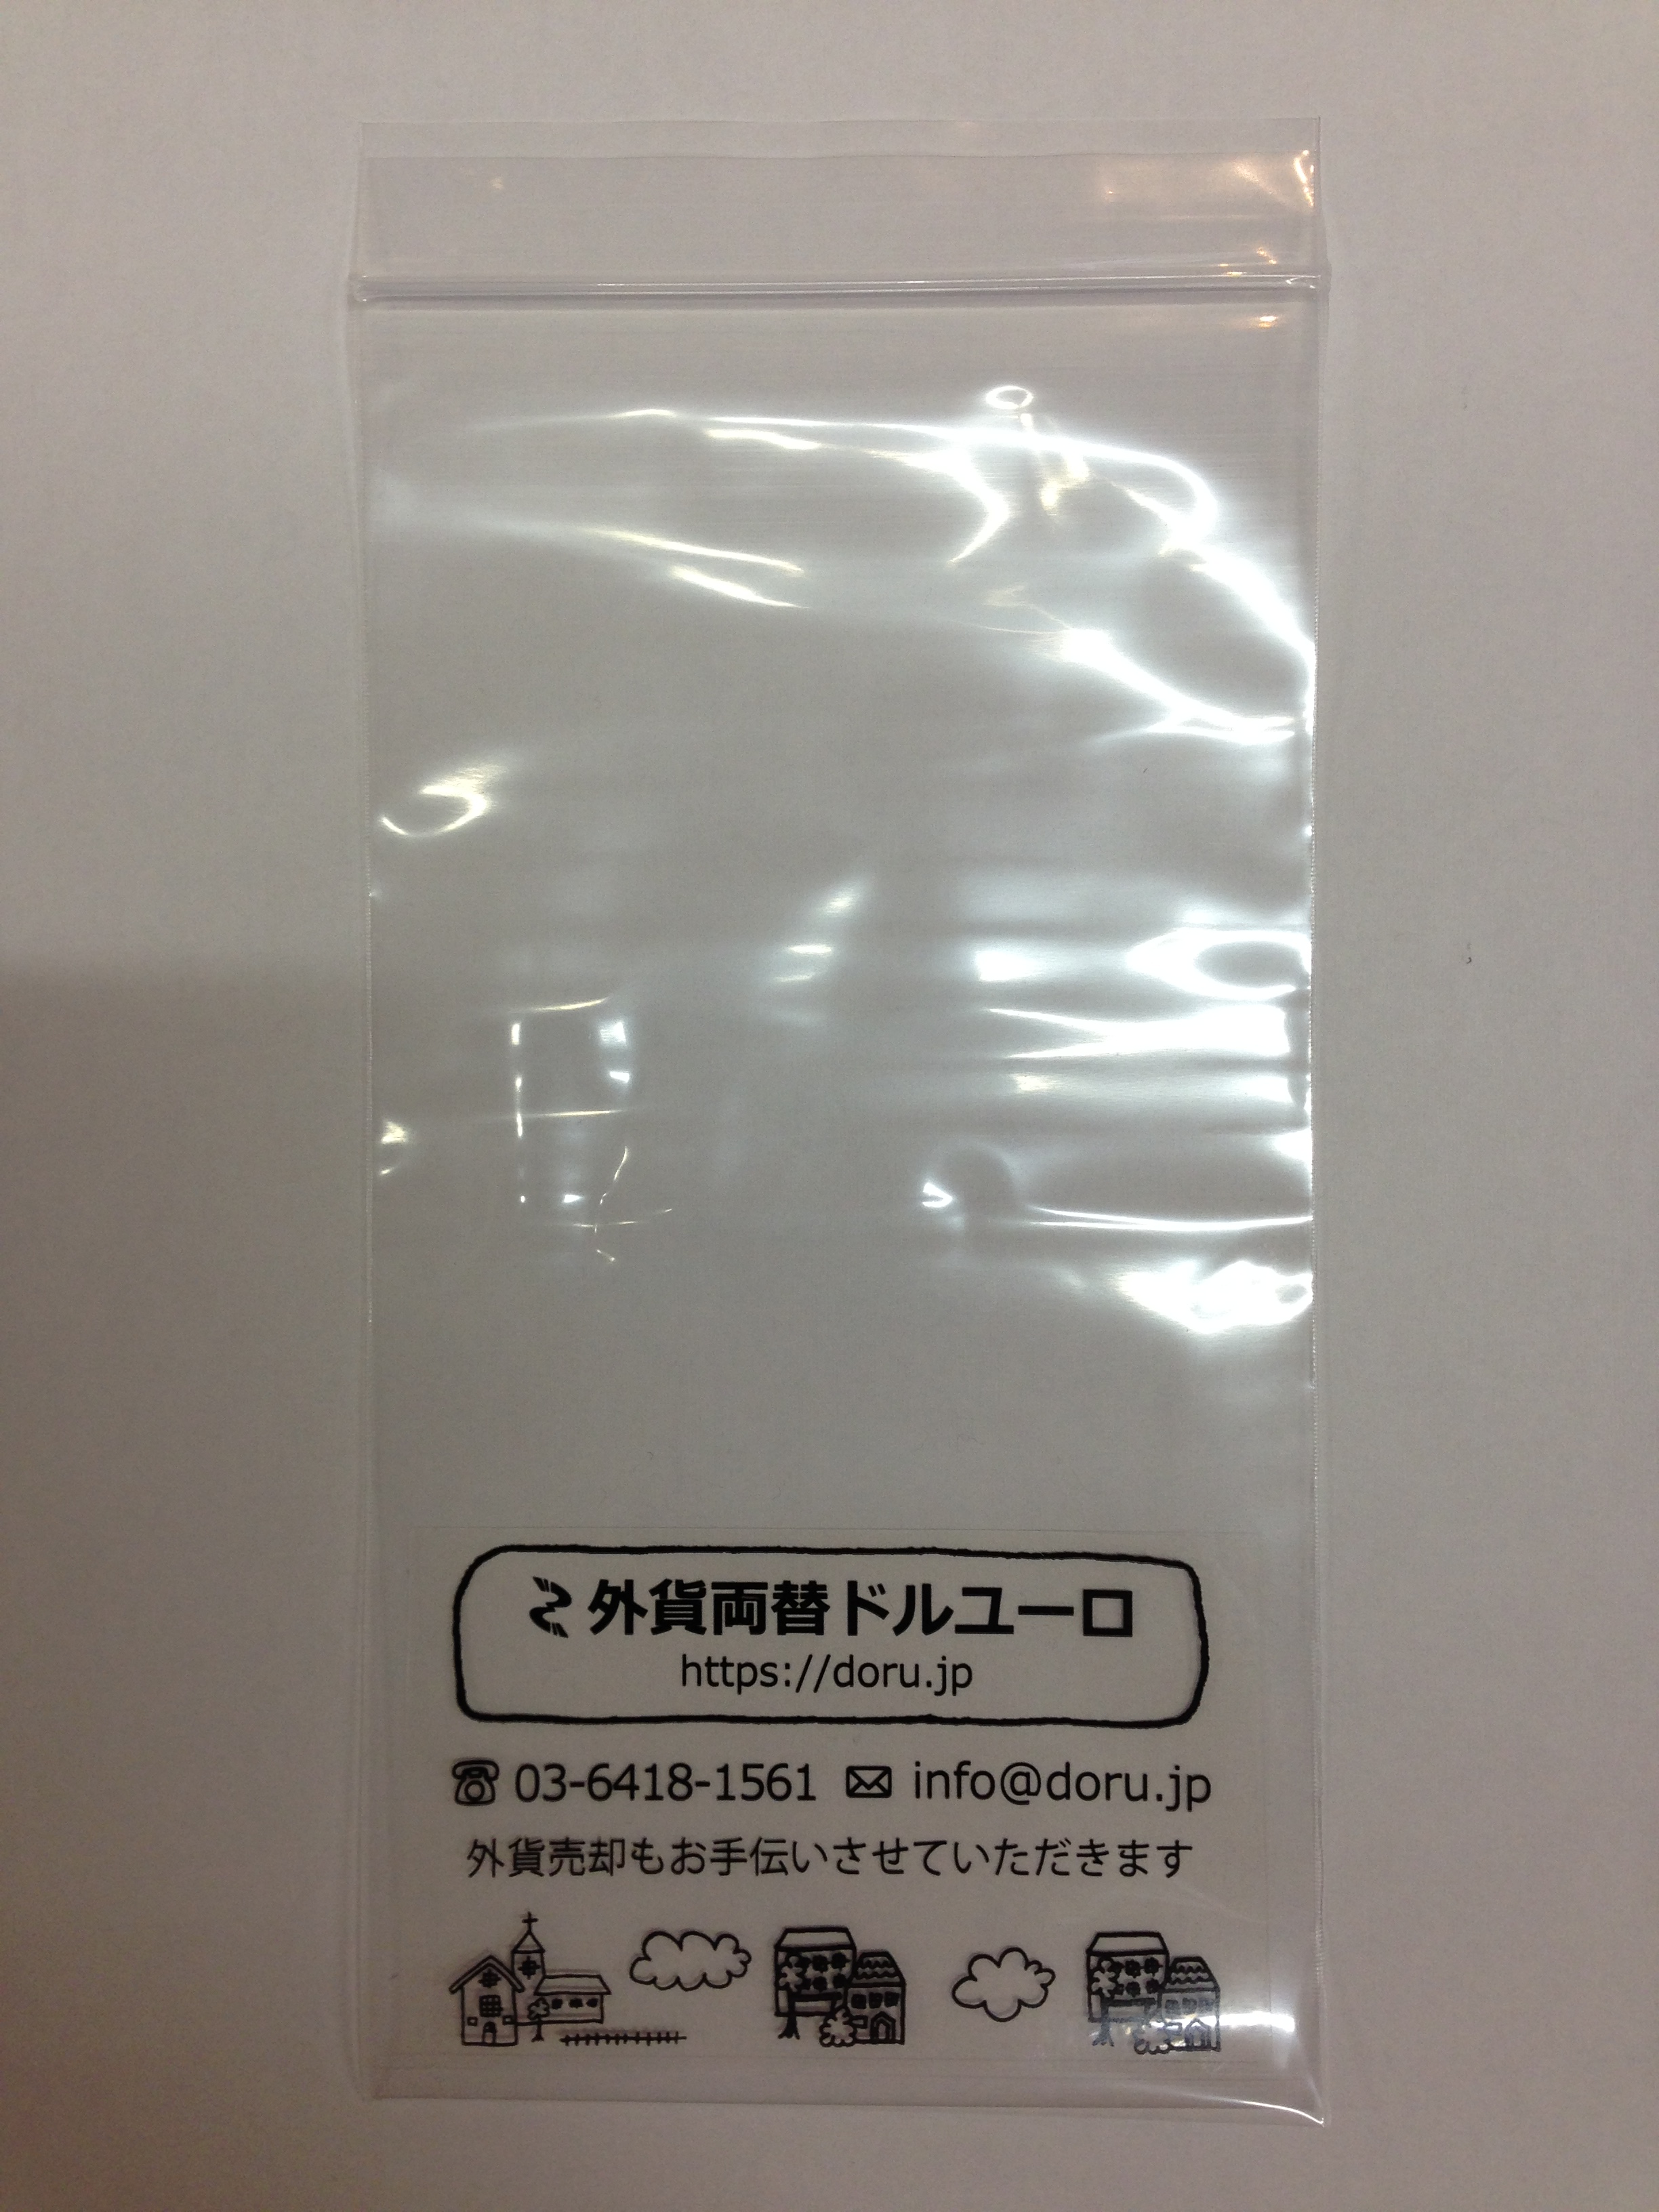 外貨両替ドルユーロ
https://doru.jp
03-6418-1561 info@doru.jp
外貨売却もお手伝いさせていただきます